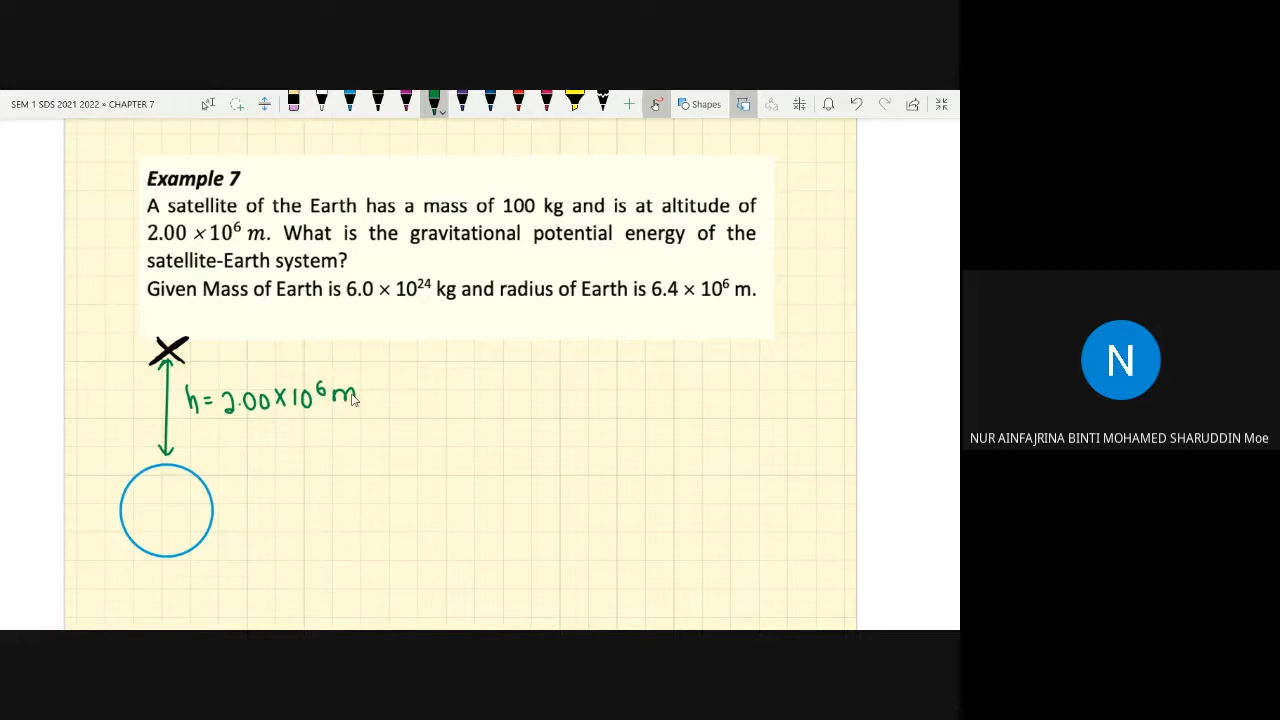 SEM 1 SDS 2021 2022 » CHAPTER 7
Shapes
Example 7
A satellite of the Earth has a mass of 100 kg and is at altitude of
2.00 ×10⁶ m. What is the gravitational potential energy of the
satellite-Earth system?
Given Mass of Earth is 6.0 × 10²⁴ kg and radius of Earth is 6.4 × 10⁶ m.
h = 2.00 × 10⁶ m
N
NUR AINFAJRINA BINTI MOHAMED SHARUDDIN Moe